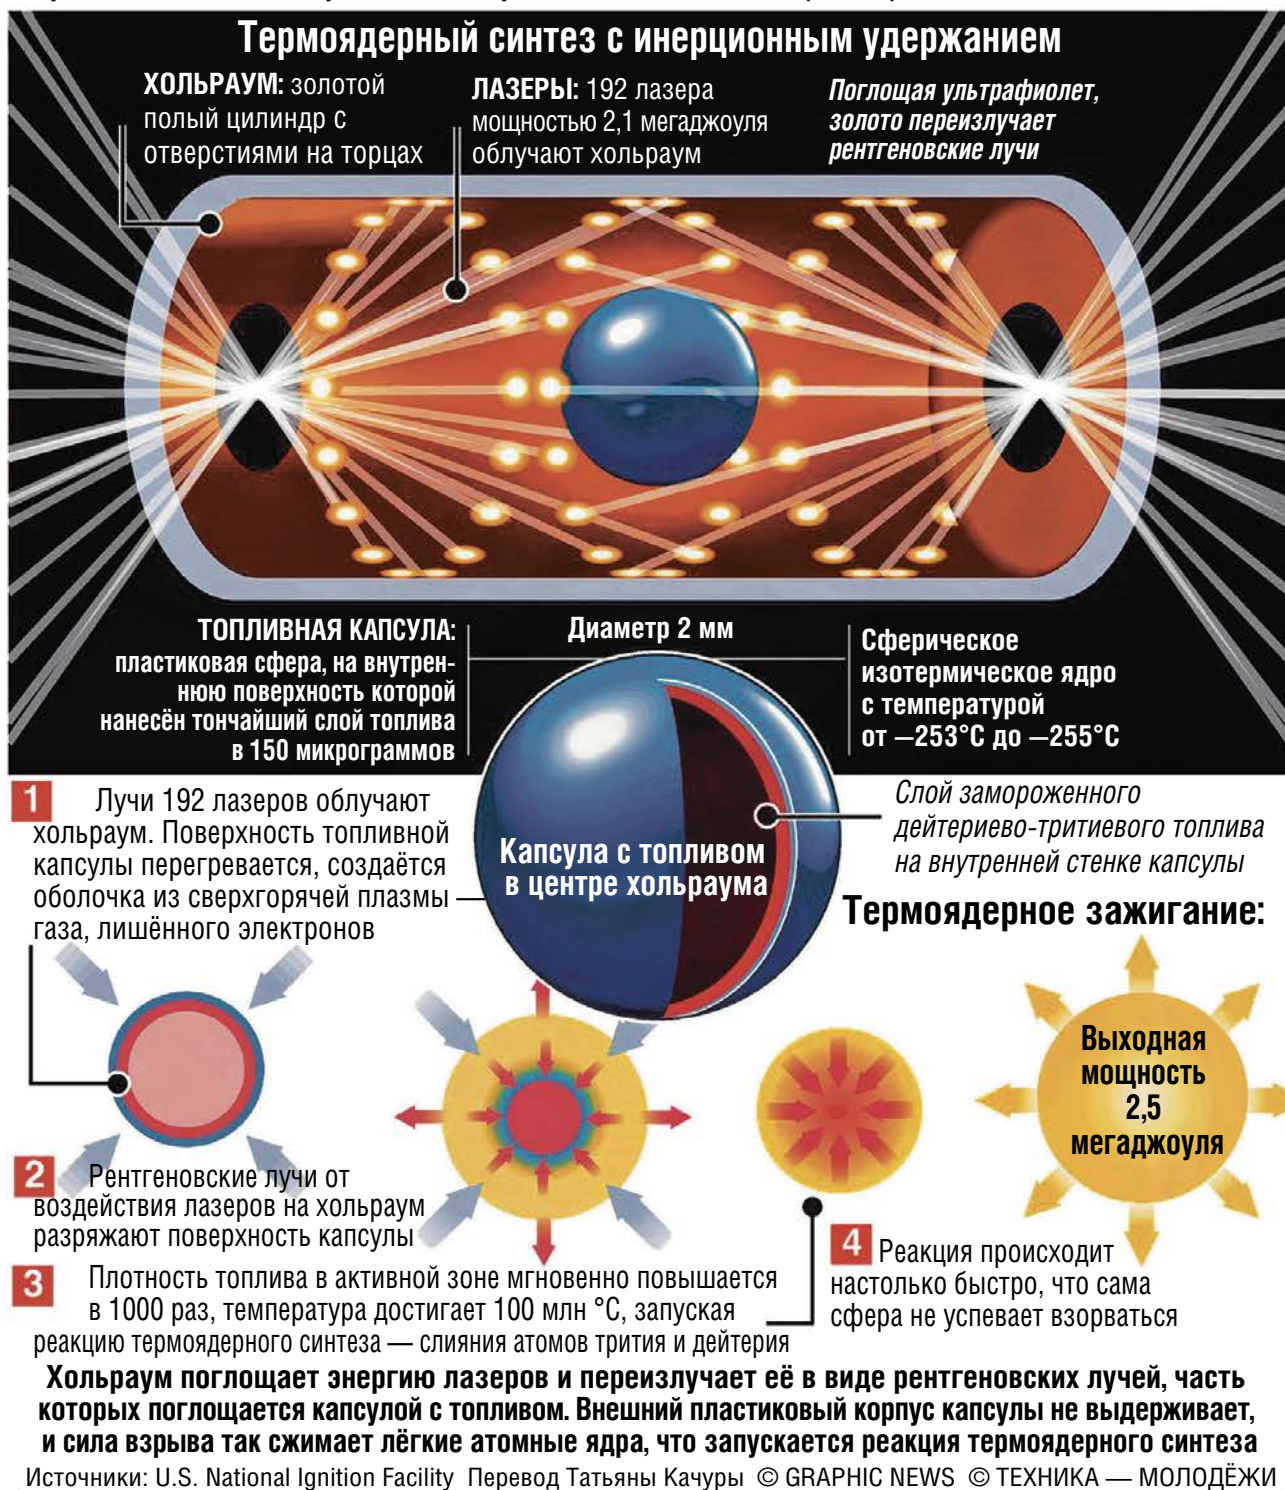 Термоядерный синтез с инерционным удержанием
ХОЛЬРАУМ: золотой
полый цилиндр с
отверстиями на торцах
ЛАЗЕРЫ: 192 лазера
мощностью 2,1 мегаджоуля
облучают хольраум
Поглощая ультрафиолет,
золото переизлучает
рентгеновские лучи
ТОПЛИВНАЯ КАПСУЛА:
пластиковая сфера, на внутрен-
нюю поверхность которой
нанесён тончайший слой топлива
в 150 микрограммов
Диаметр 2 мм
Сферическое
изотермическое ядро
с температурой
от —253°C до —255°C
1 Лучи 192 лазеров облучают
хольраум. Поверхность топливной
капсулы перегревается, создаётся
оболочка из сверхгорячей плазмы —
газа, лишённого электронов
Капсула с топливом
в центре хольраума
Слой замороженного
дейтериево-тритиевого топлива
на внутренней стенке капсулы
Термоядерное зажигание:
Выходная
мощность
2,5
мегаджоуля
2 Рентгеновские лучи от
воздействия лазеров на хольраум
разряжают поверхность капсулы
3 Плотность топлива в активной зоне мгновенно повышается
в 1000 раз, температура достигает 100 млн °C, запуская
реакцию термоядерного синтеза — слияния атомов трития и дейтерия
4 Реакция происходит
настолько быстро, что сама
сфера не успевает взорваться
Хольраум поглощает энергию лазеров и переизлучает её в виде рентгеновских лучей, часть
которых поглощается капсулой с топливом. Внешний пластиковый корпус капсулы не выдерживает,
и сила взрыва так сжимает лёгкие атомные ядра, что запускается реакция термоядерного синтеза
Источники: U.S. National Ignition Facility Перевод Татьяны Качуры © GRAPHIC NEWS © ТЕХНИКА — МОЛОДЁЖИ